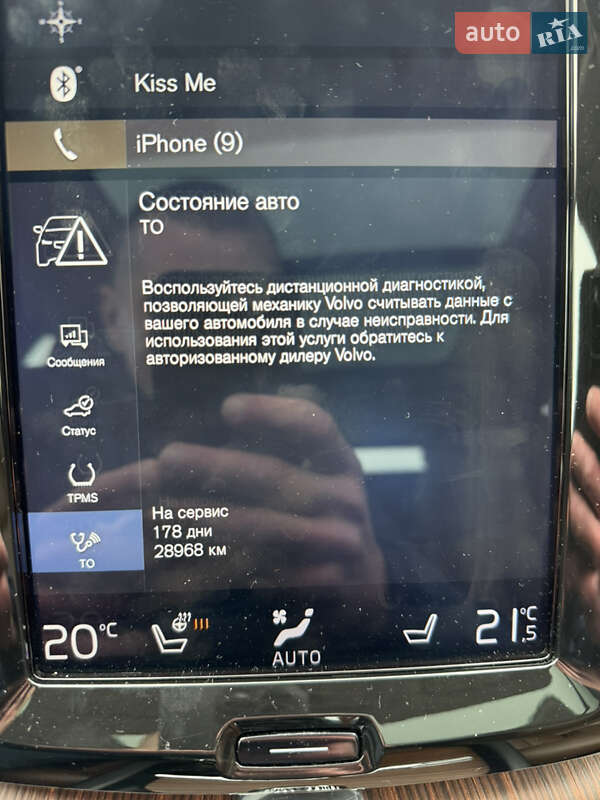 auto RIA
.com
Kiss Me
iPhone (9)
Состояние авто
ТО
Воспользуйтесь дистанционной диагностикой,
позволяющей механику Volvo считывать данные с
вашего автомобиля в случае неисправности. Для
использования этой услуги обратитесь к
авторизованному дилеру Volvo.
Сообщения
Статус
TPMS
ТО
На сервис
178 дни
28968 км
20°C
AUTO
21.5°C